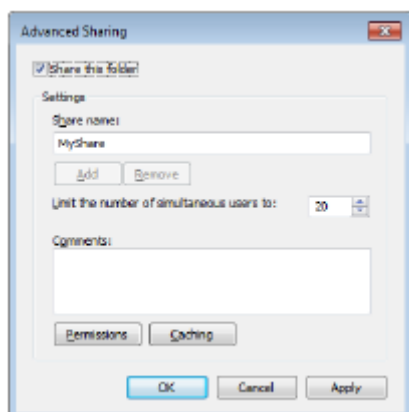 Advanced Sharing
Share this folder
Settings
Share name:
MyShare
Add Remove
Limit the number of simultaneous users to: 20
Comments:
Permissions Caching
OK Cancel Apply